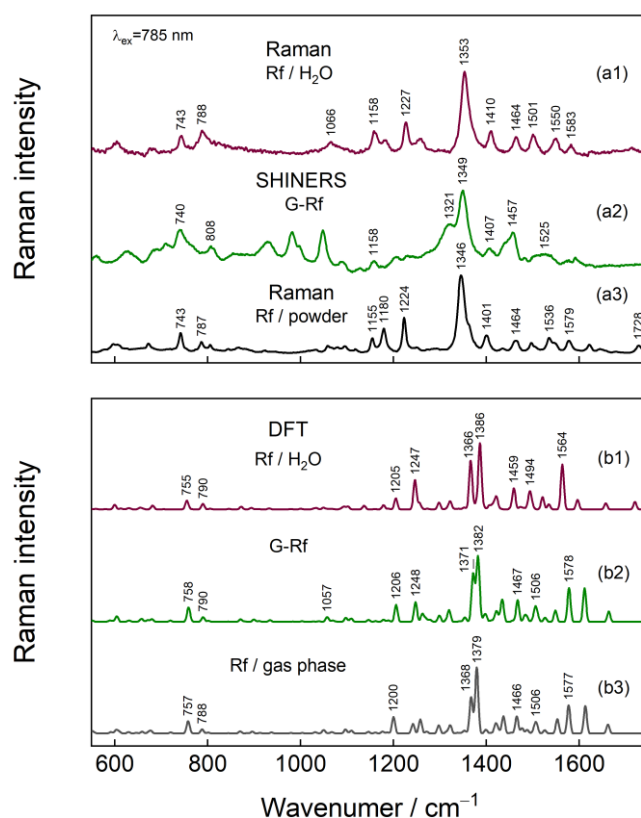 λex=785 nm
Raman
Rf / H2O
(a1)
743
788
1066
1158
1227
1353
1410
1464
1501
1550
1583
SHINERS
G-Rf
(a2)
740
808
1158
1321
1349
1407
1457
1525
Raman
Rf / powder
(a3)
743
787
1155
1180
1224
1346
1401
1464
1536
1579
1728
Raman intensity
DFT
Rf / H2O
(b1)
755
790
1205
1247
1366
1386
1459
1494
1564
G-Rf
(b2)
758
790
1057
1206
1248
1371
1382
1467
1506
1578
Rf / gas phase
(b3)
757
788
1200
1368
1379
1466
1506
1577
Raman intensity
600 800 1000 1200 1400 1600
Wavenumer / cm−1